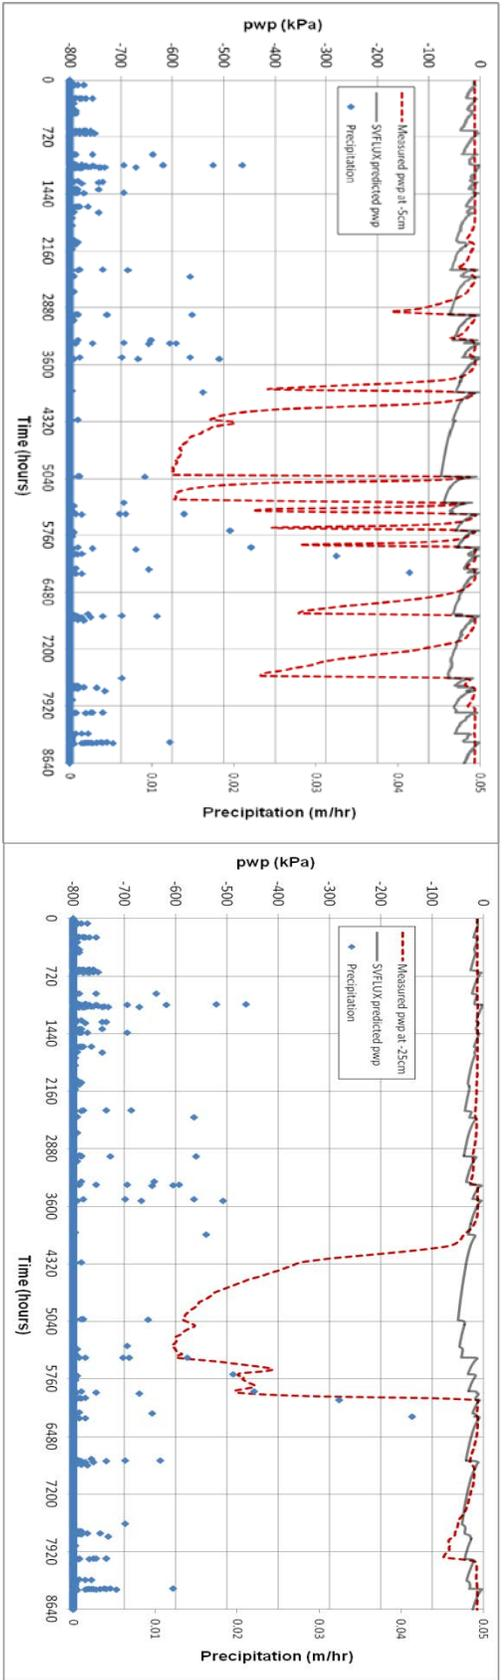 pwp (kPa)
-800 -700 -600 -500 -400 -300 -200 -100 0
0
720
1440
2160
2880
3600
4320
5040
5760
6480
7200
7920
8640
Time (hours)
Measured pwp at -5cm
SVFLUX predicted pwp
Precipitation
0 0.01 0.02 0.03 0.04 0.05
Precipitation (m/hr)
pwp (kPa)
-800 -700 -600 -500 -400 -300 -200 -100 0
0
720
1440
2160
2880
3600
4320
5040
5760
6480
7200
7920
8640
Time (hours)
Measured pwp at -25cm
SVFLUX predicted pwp
Precipitation
0 0.01 0.02 0.03 0.04 0.05
Precipitation (m/hr)